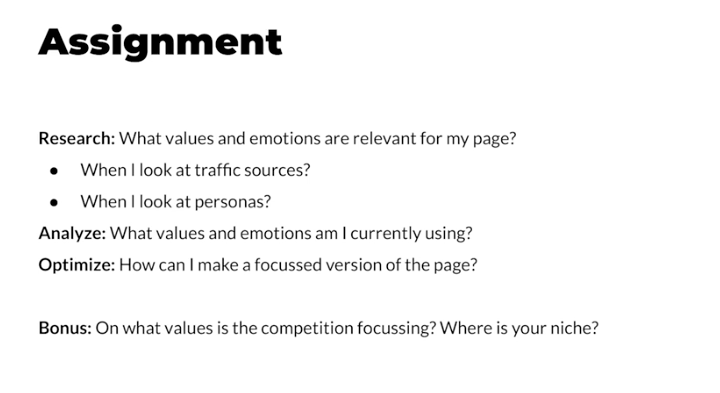 Assignment
Research: What values and emotions are relevant for my page?
● When I look at traffic sources?
● When I look at personas?
Analyze: What values and emotions am I currently using?
Optimize: How can I make a focussed version of the page?
Bonus: On what values is the competition focussing? Where is your niche?